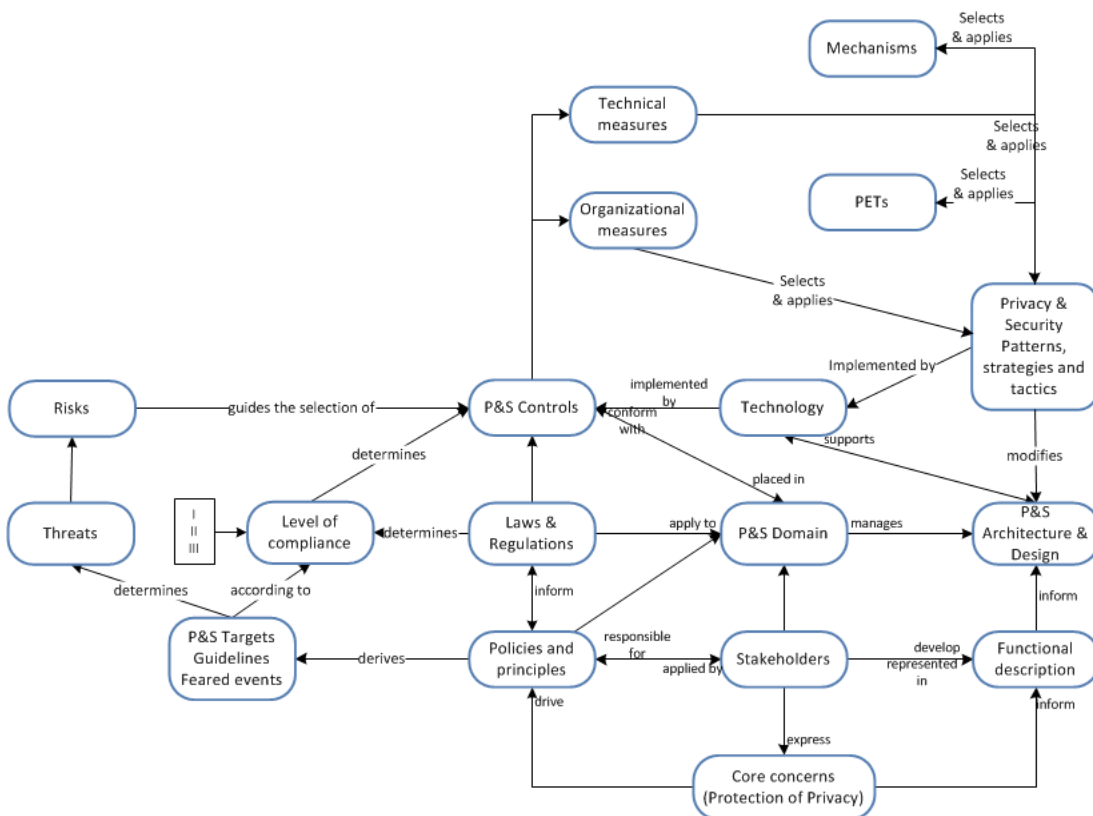 Selects
& applies
Mechanisms
Technical
measures
Selects
& applies
Selects
& applies
PETs
Organizational
measures
Selects
& applies
Privacy &
Security
Patterns,
strategies and
tactics
Implemented by
Risks
guides the selection of
P&S Controls
implemented
by
conform
with
Technology
supports
modifies
determines
placed in
I
II
III
Threats
Level of
compliance
determines
Laws &
Regulations
apply to
P&S Domain
manages
P&S
Architecture &
Design
determines
according to
inform
inform
P&S Targets
Guidelines
Feared events
derives
Policies and
principles
responsible
for
applied by
Stakeholders
develop
represented
in
Functional
description
drive
inform
express
Core concerns
(Protection of Privacy)